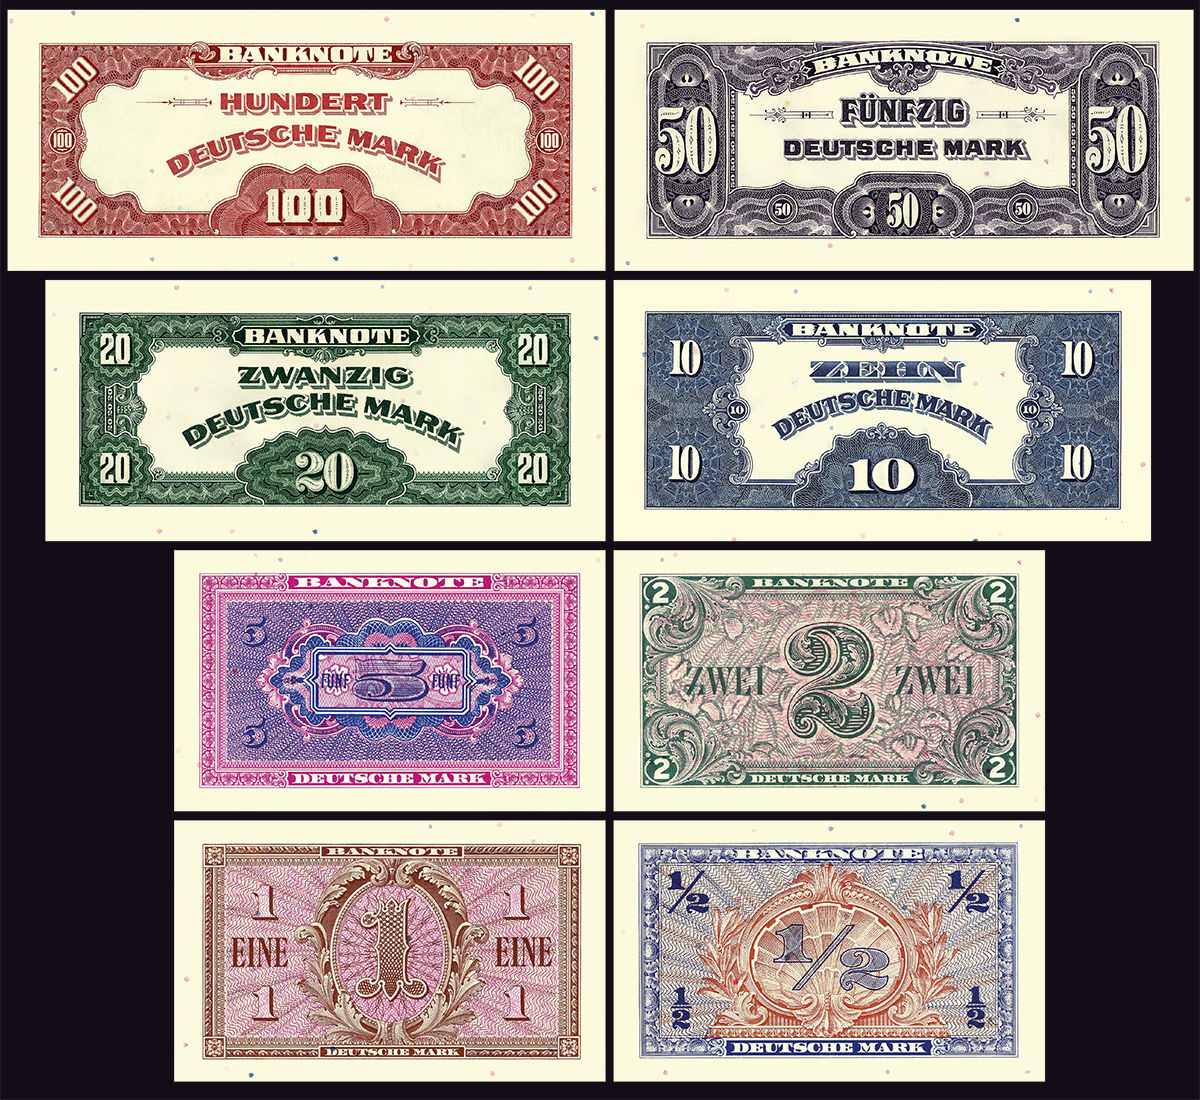 BANKNOTE
100 100
HUNDERT
100 100
DEUTSCHE MARK
100 100 100
BANKNOTE
50 FÜNFZIG 50
DEUTSCHE MARK
50 50 50
BANKNOTE
20 20
ZWANZIG
DEUTSCHE MARK
20 20 20
BANKNOTE
10 10
ZEHN
10 10
DEUTSCHE MARK
10 10 10
BANKNOTE
5 5
FÜNF 5 FÜNF
5 5
DEUTSCHE MARK
2 BANKNOTE 2
ZWEI 2 ZWEI
2 DEUTSCHE MARK 2
BANKNOTE
1 1
EINE 1 EINE
1 1
DEUTSCHE MARK
BANKNOTE
1/2 1/2
1/2
1/2 1/2
DEUTSCHE MARK